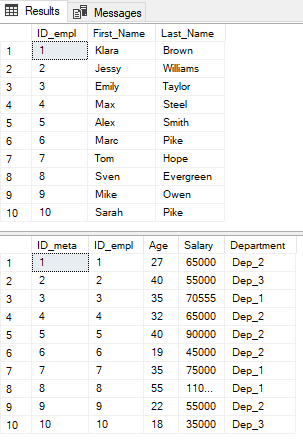 Results Messages
ID_empl First_Name Last_Name
1 1 Klara Brown
2 2 Jessy Williams
3 3 Emily Taylor
4 4 Max Steel
5 5 Alex Smith
6 6 Marc Pike
7 7 Tom Hope
8 8 Sven Evergreen
9 9 Mike Owen
10 10 Sarah Pike
ID_meta ID_empl Age Salary Department
1 1 1 27 65000 Dep_2
2 2 2 40 55000 Dep_3
3 3 3 35 70555 Dep_1
4 4 4 32 65000 Dep_2
5 5 5 40 90000 Dep_2
6 6 6 19 45000 Dep_2
7 7 7 35 75000 Dep_1
8 8 8 55 110... Dep_1
9 9 9 22 55000 Dep_2
10 10 10 18 35000 Dep_3